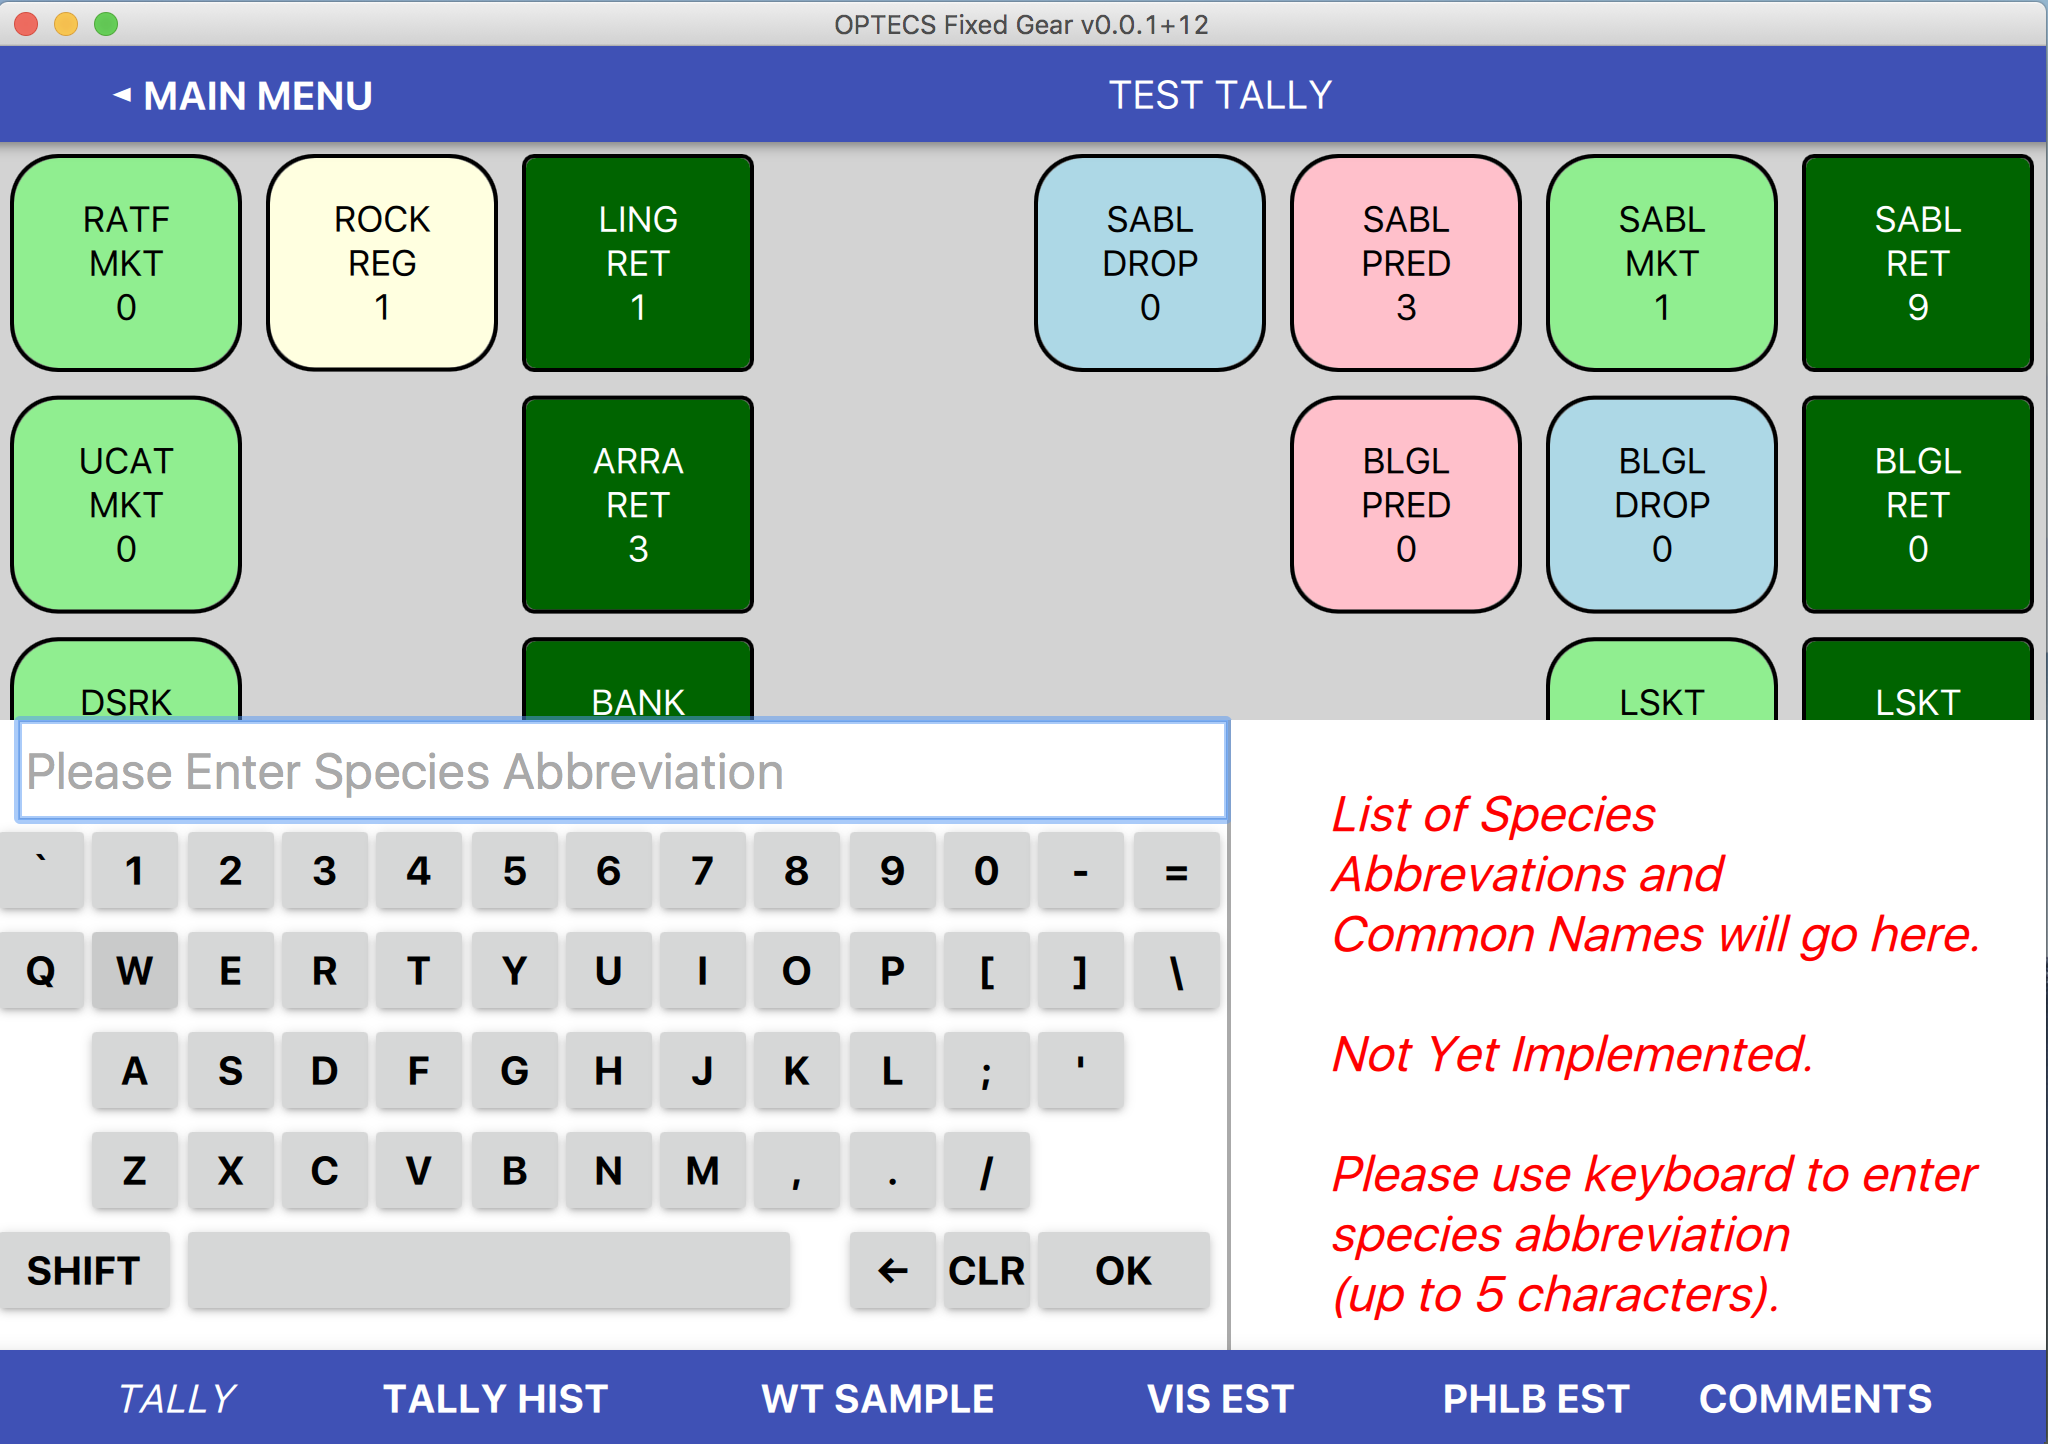 OPTECS Fixed Gear v0.0.1+12
◄ MAIN MENU
TEST TALLY
RATF
MKT
0
ROCK
REG
1
LING
RET
1
SABL
DROP
0
SABL
PRED
3
SABL
MKT
1
SABL
RET
9
UCAT
MKT
0
ARRA
RET
3
BLGL
PRED
0
BLGL
DROP
0
BLGL
RET
0
DSRK
BANK
LSKT
LSKT
Please Enter Species Abbreviation
` 1 2 3 4 5 6 7 8 9 0 - =
Q W E R T Y U I O P [ ] \
A S D F G H J K L ; '
Z X C V B N M , . /
SHIFT ← CLR OK
List of Species
Abbrevations and
Common Names will go here.
Not Yet Implemented.
Please use keyboard to enter
species abbreviation
(up to 5 characters).
TALLY TALLY HIST WT SAMPLE VIS EST PHLB EST COMMENTS